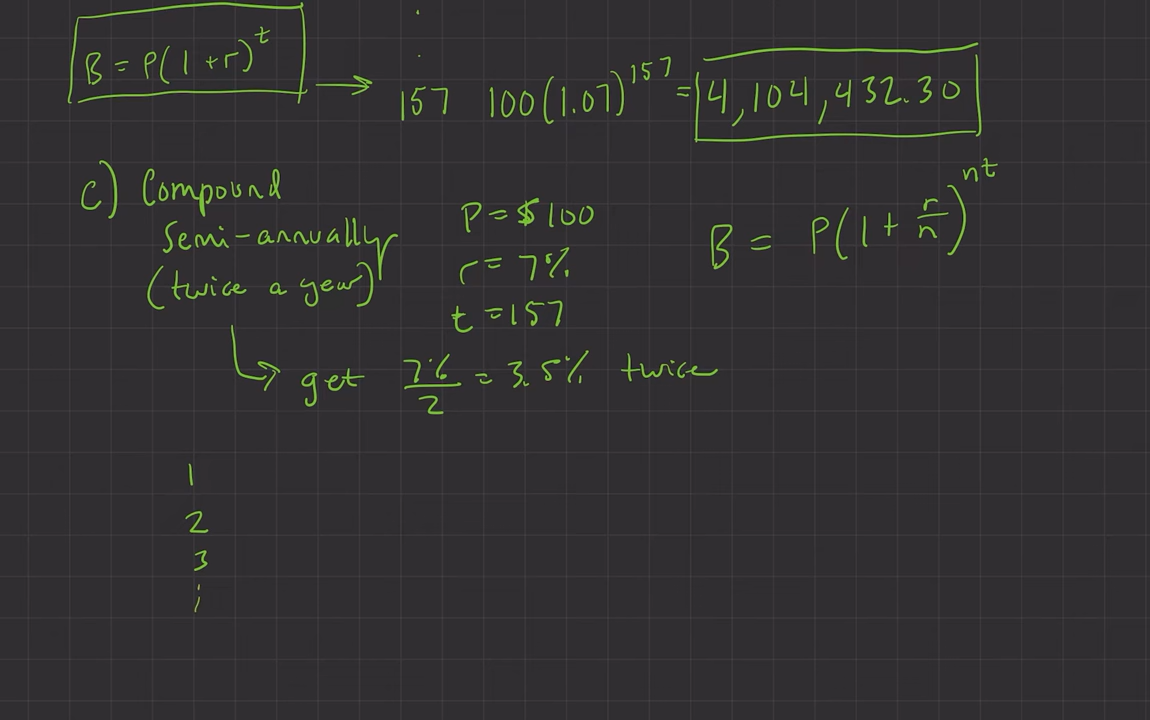 B = P(1+r)^t → 157 100(1.07)^157 = 4,104,432.30
c) Compound
semi-annually
(twice a year)
P = $100
r = 7%
t = 157
B = P(1 + r/n)^nt
get 7%/2 = 3.5% twice
1
2
3